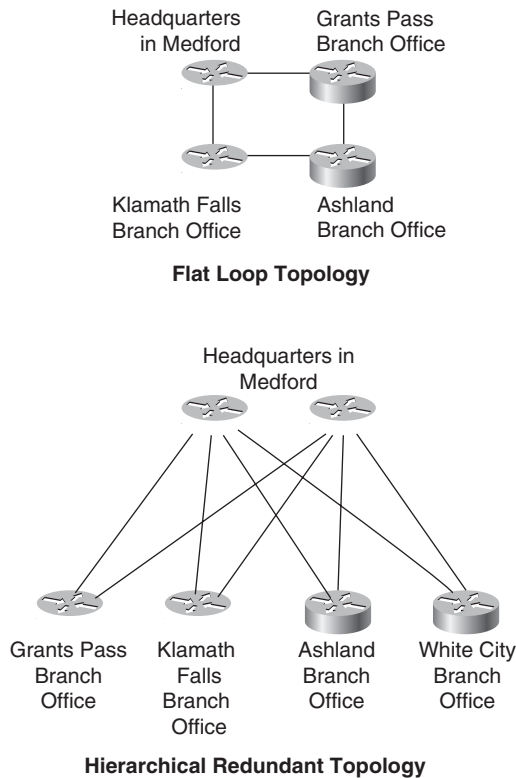 Headquarters
in Medford
Grants Pass
Branch Office
Klamath Falls
Branch Office
Ashland
Branch Office
Flat Loop Topology
Headquarters in
Medford
Grants Pass
Branch
Office
Klamath
Falls
Branch
Office
Ashland
Branch
Office
White City
Branch
Office
Hierarchical Redundant Topology